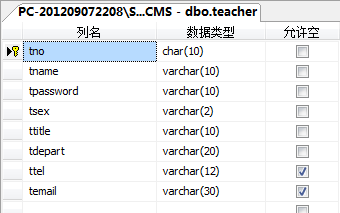 PC-201209072208\S...CMS - dbo.teacher
列名 数据类型 允许空
tno char(10)
tname varchar(10)
tpassword varchar(10)
tsex varchar(2)
ttitle varchar(10)
tdepart varchar(20)
ttel varchar(12)
temail varchar(30)